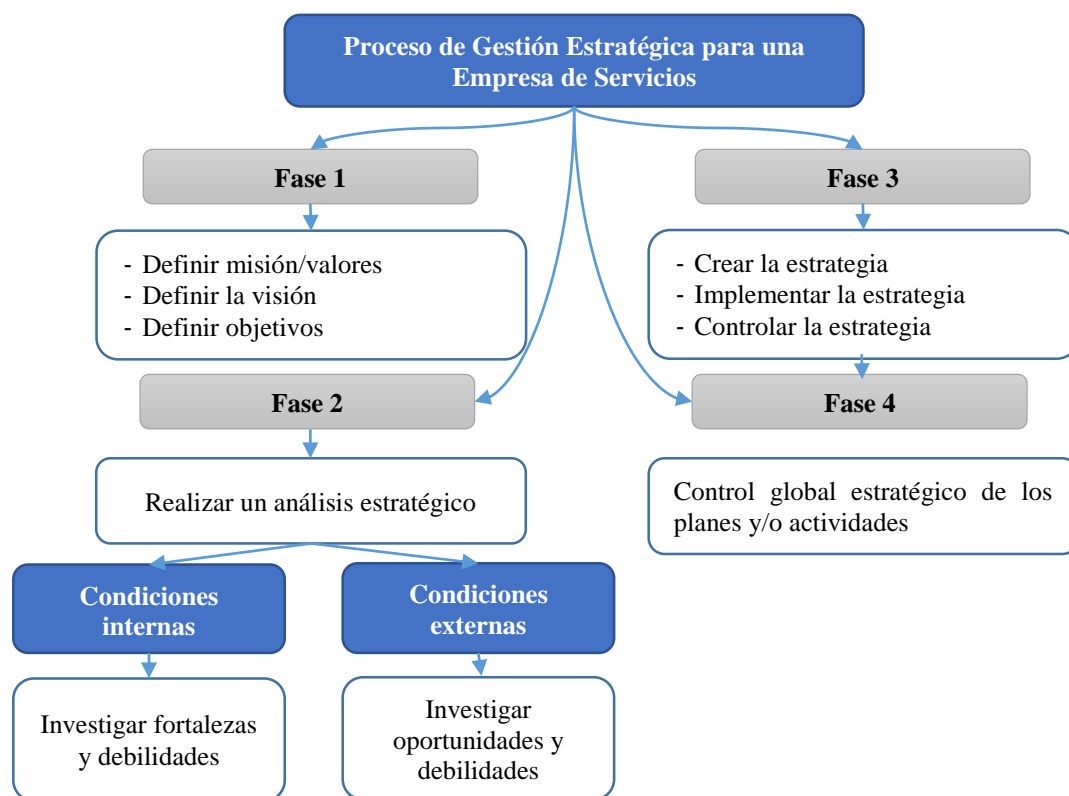 Proceso de Gestión Estratégica para una
Empresa de Servicios
Fase 1
- Definir misión/valores
- Definir la visión
- Definir objetivos
Fase 2
Realizar un análisis estratégico
Condiciones
internas
Investigar fortalezas
y debilidades
Condiciones
externas
Investigar
oportunidades y
debilidades
Fase 3
- Crear la estrategia
- Implementar la estrategia
- Controlar la estrategia
Fase 4
Control global estratégico de los
planes y/o actividades